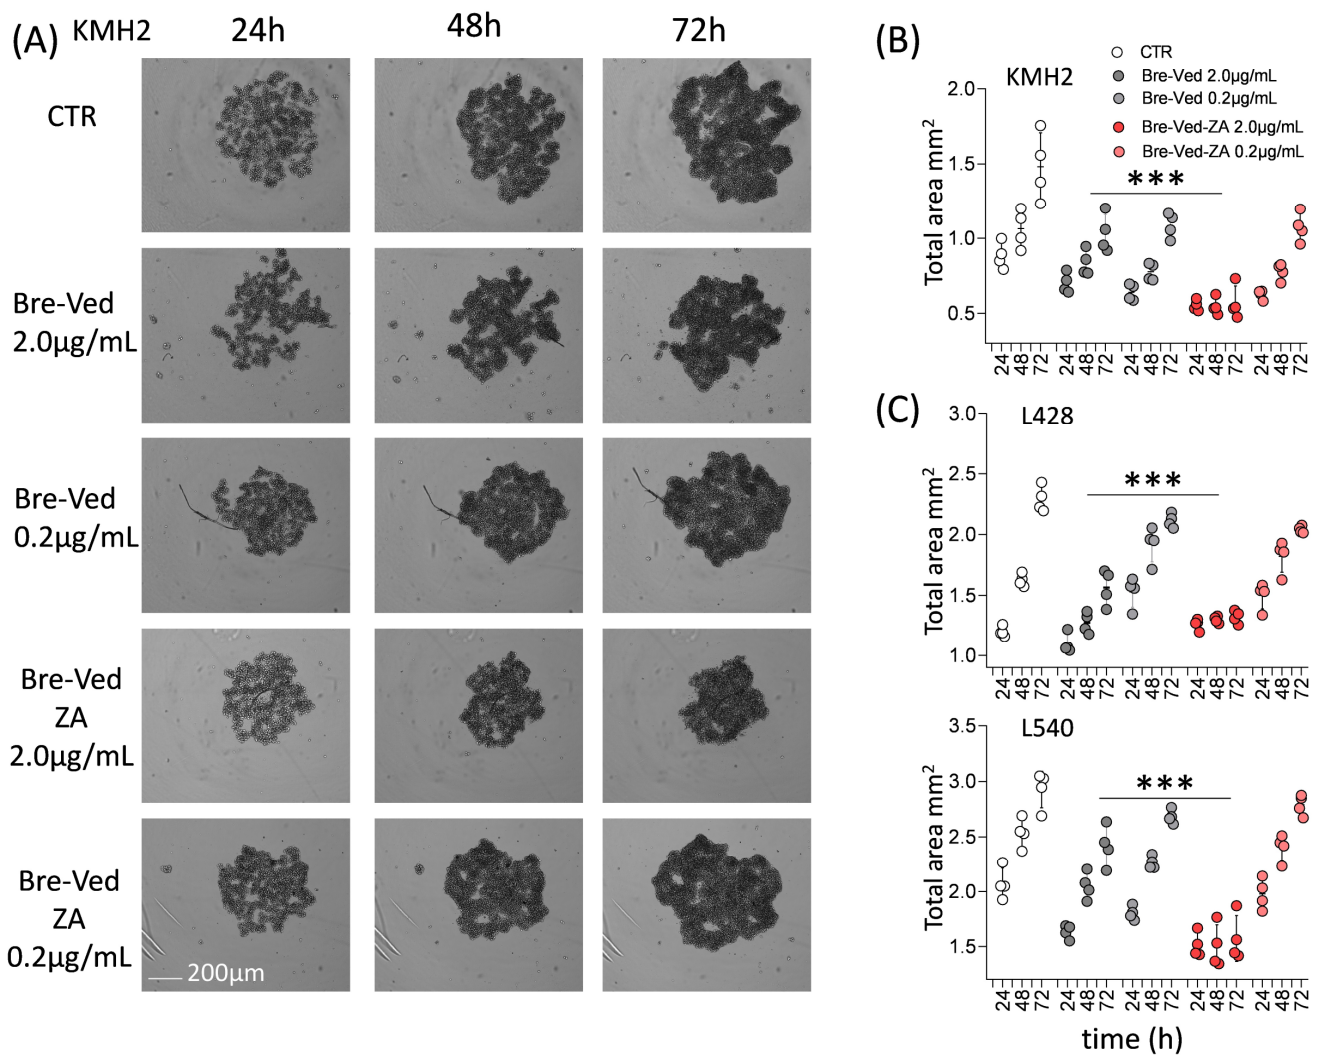 (A) KMH2 24h 48h 72h
CTR
Bre-Ved
2.0µg/mL
Bre-Ved
0.2µg/mL
Bre-Ved
ZA
2.0µg/mL
Bre-Ved
ZA
0.2µg/mL
200µm
(B)
CTR
KMH2
Bre-Ved 2.0µg/mL
Bre-Ved 0.2µg/mL
Bre-Ved-ZA 2.0µg/mL
Bre-Ved-ZA 0.2µg/mL
Total area mm²
2.0
1.5
1.0
0.5
***
24 48 72 24 48 72 24 48 72 24 48 72 24 48 72
(C)
L428
Total area mm²
3.0
2.5
2.0
1.5
1.0
***
24 48 72 24 48 72 24 48 72 24 48 72 24 48 72
L540
Total area mm²
3.5
3.0
2.5
2.0
1.5
***
24 48 72 24 48 72 24 48 72 24 48 72 24 48 72
time (h)